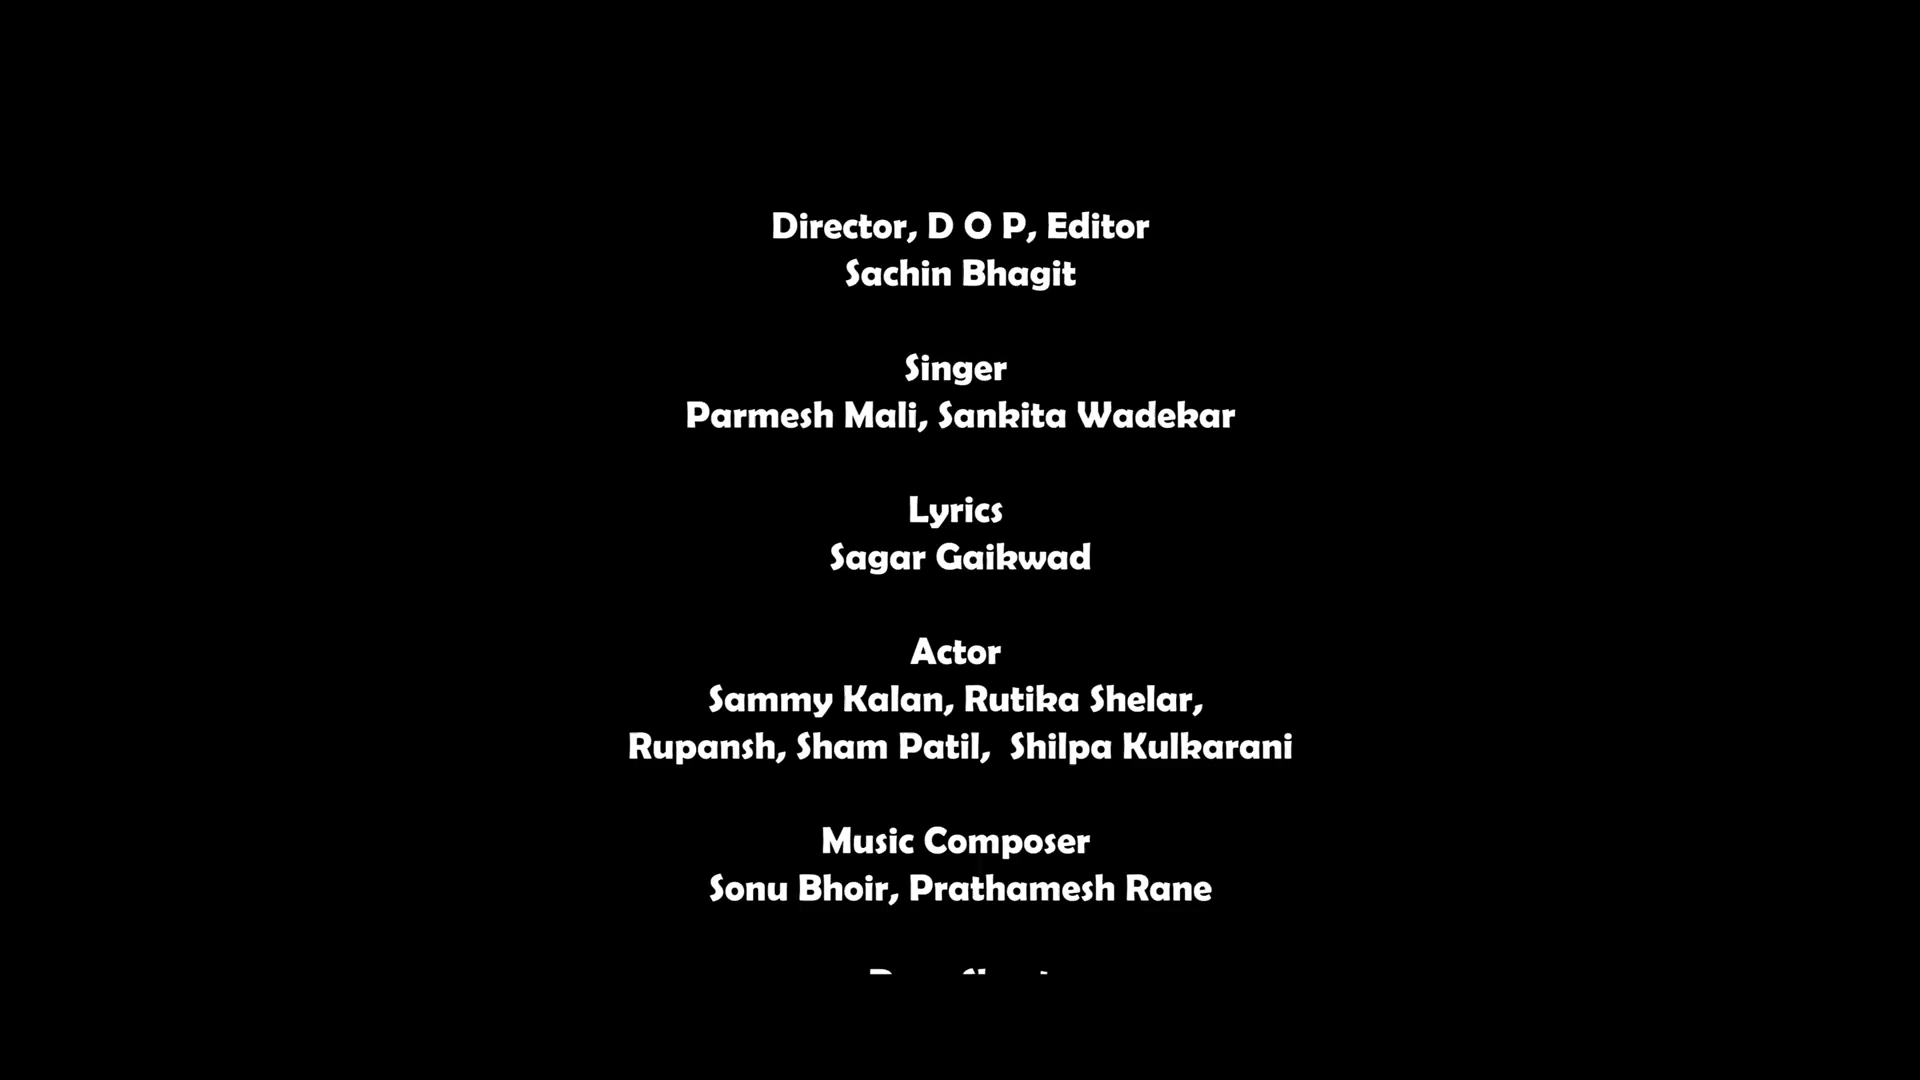 Director, D O P, Editor
Sachin Bhagit
Singer
Parmesh Mali, Sankita Wadekar
Lyrics
Sagar Gaikwad
Actor
Sammy Kalan, Rutika Shelar,
Rupansh, Sham Patil,  Shilpa Kulkarani
Music Composer
Sonu Bhoir, Prathamesh Rane